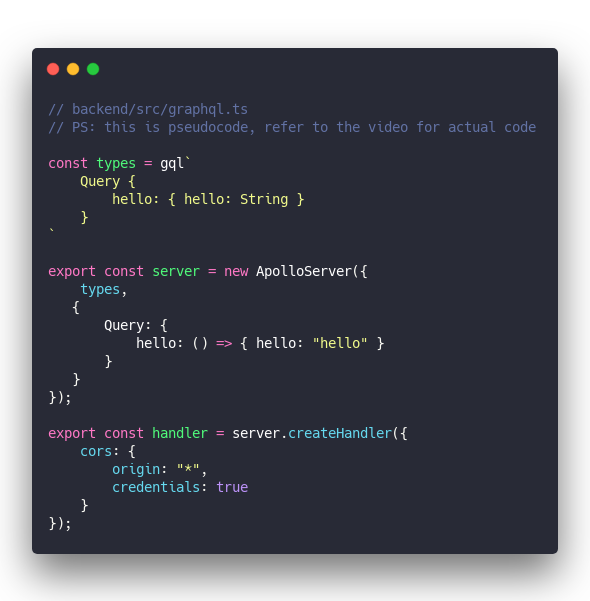 // backend/src/graphql.ts
// PS: this is pseudocode, refer to the video for actual code
const types = gql`
Query {
hello: { hello: String }
}
`
export const server = new ApolloServer({
types,
{
Query: {
hello: () => { hello: "hello" }
}
}
});
export const handler = server.createHandler({
cors: {
origin: "*",
credentials: true
}
});